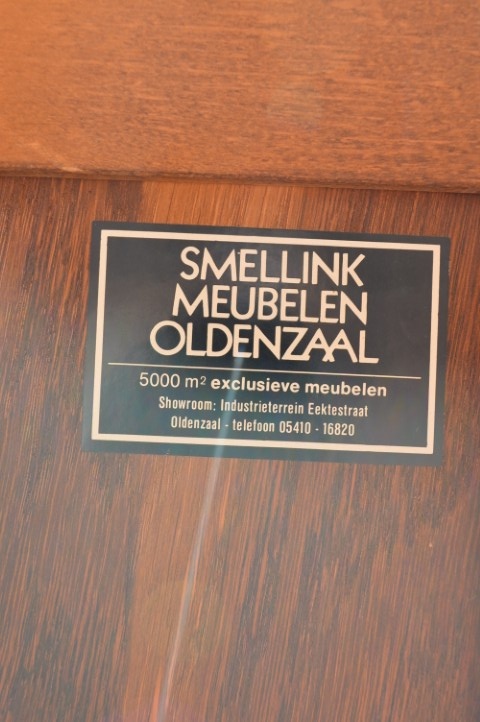 SMELLINK
MEUBELEN
OLDENZAAL
5000 m² exclusieve meubelen
Showroom: Industrieterrein Eektestraat
Oldenzaal - telefoon 05410 - 16820